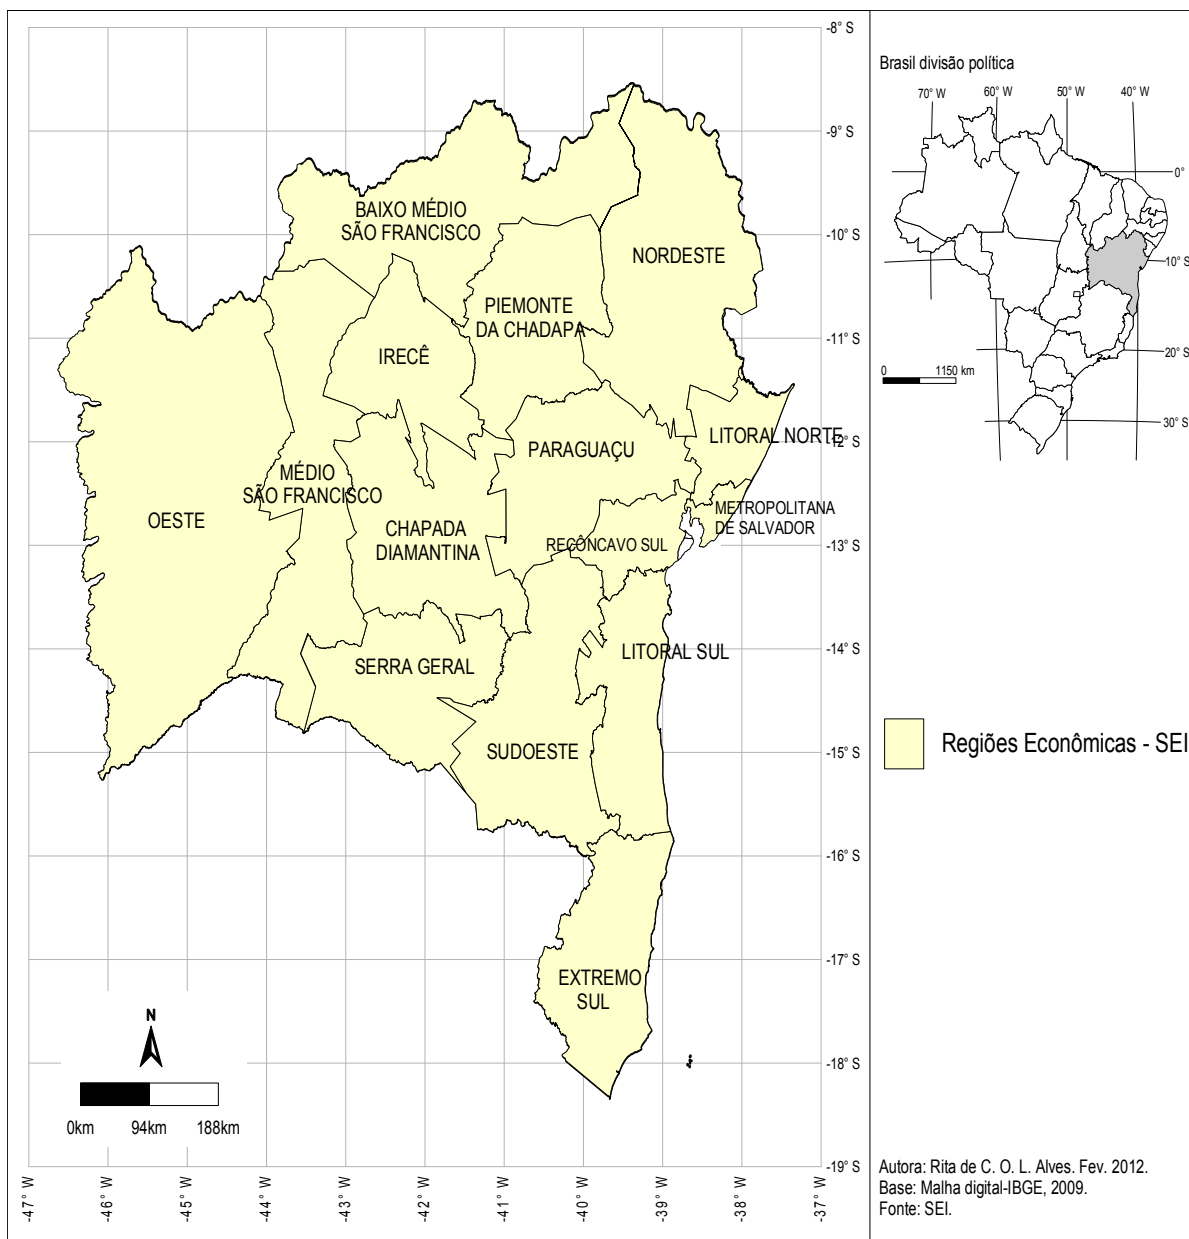 -8° S
-9° S
-10° S
-11° S
-12° S
-13° S
-14° S
-15° S
-16° S
-17° S
-18° S
-19° S
-47° W
-46° W
-45° W
-44° W
-43° W
-42° W
-41° W
-40° W
-39° W
-38° W
-37° W
BAIXO MÉDIO
SÃO FRANCISCO
NORDESTE
PIEMONTE
DA CHADAPA
IRECÊ
LITORAL NORTE
PARAGUAÇU
MÉDIO
SÃO FRANCISCO
METROPOLITANA
DE SALVADOR
OESTE
CHAPADA
DIAMANTINA
RECÔNCAVO SUL
LITORAL SUL
SERRA GERAL
SUDOESTE
EXTREMO
SUL
N
0km 94km 188km
Brasil divisão política
70° W 60° W 50° W 40° W
0°
10° S
20° S
30° S
0 1150 km
Regiões Econômicas - SEI
Autora: Rita de C. O. L. Alves. Fev. 2012.
Base: Malha digital-IBGE, 2009.
Fonte: SEI.